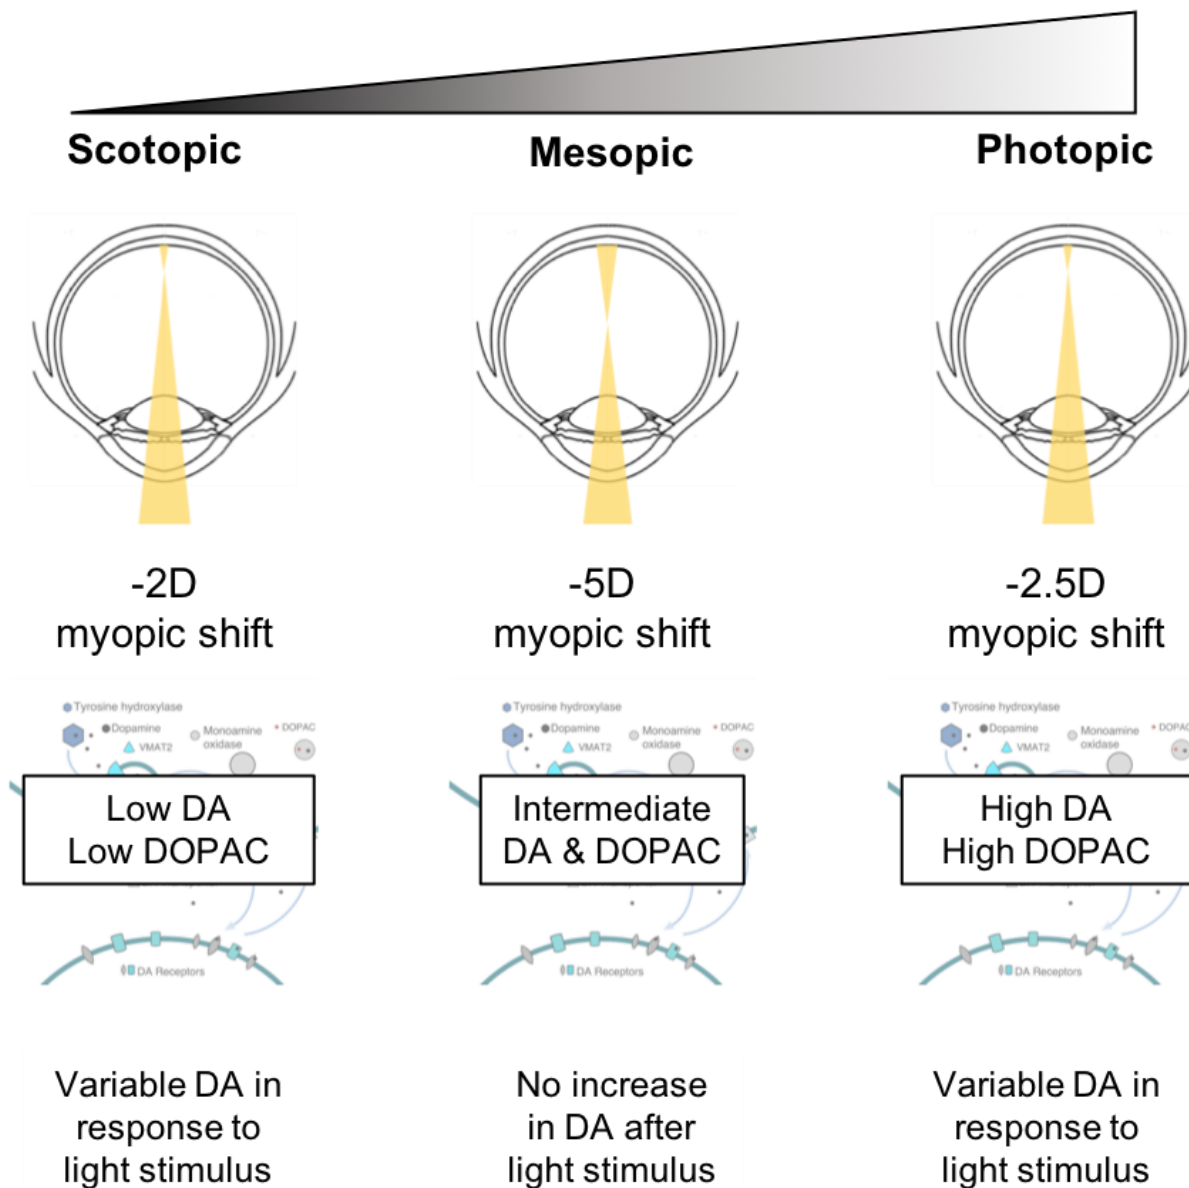 Scotopic
Mesopic
Photopic
-2D
myopic shift
-5D
myopic shift
-2.5D
myopic shift
Tyrosine hydroxylase
Dopamine
Monoamine
oxidase
DOPAC
VMAT2
Low DA
Low DOPAC
DA Receptors
Tyrosine hydroxylase
Dopamine
Monoamine
oxidase
DOPAC
VMAT2
Intermediate
DA & DOPAC
DA Receptors
Tyrosine hydroxylase
Dopamine
Monoamine
oxidase
DOPAC
VMAT2
High DA
High DOPAC
DA Receptors
Variable DA in
response to
light stimulus
No increase
in DA after
light stimulus
Variable DA in
response to
light stimulus